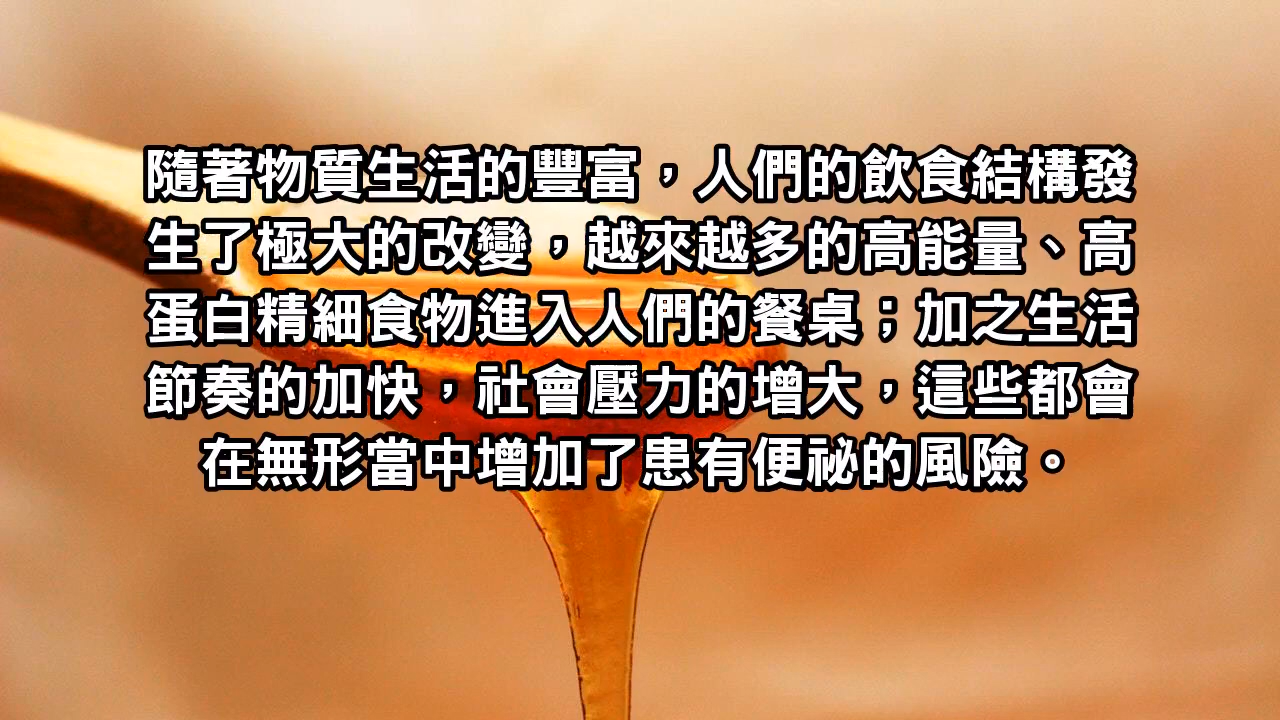 隨著物質生活的豐富，人們的飲食結構發
生了極大的改變，越來越多的高能量、高
蛋白精細食物進入人們的餐桌；加之生活
節奏的加快，社會壓力的增大，這些都會
在無形當中增加了患有便祕的風險。